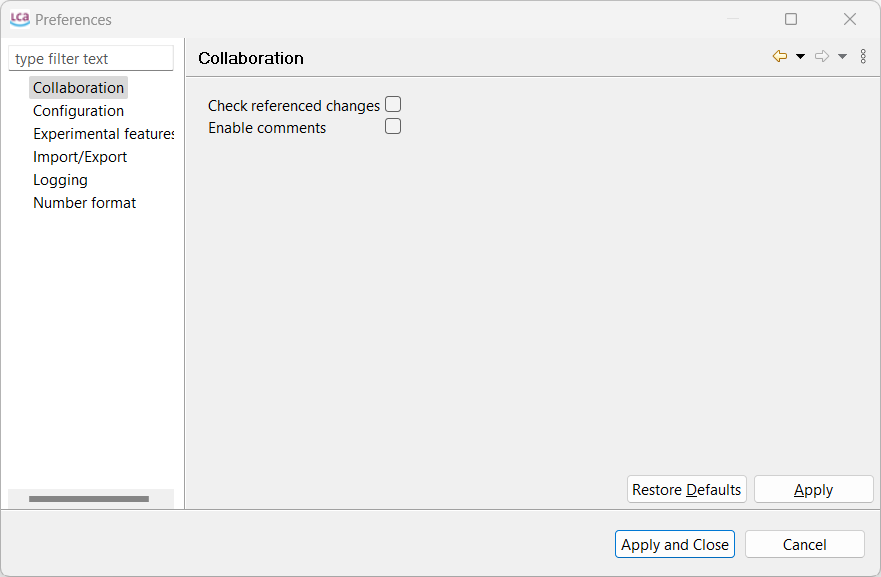 LCA Preferences
type filter text
Collaboration
Configuration
Experimental features
Import/Export
Logging
Number format
Collaboration
Check referenced changes
Enable comments
Restore Defaults
Apply
Apply and Close
Cancel